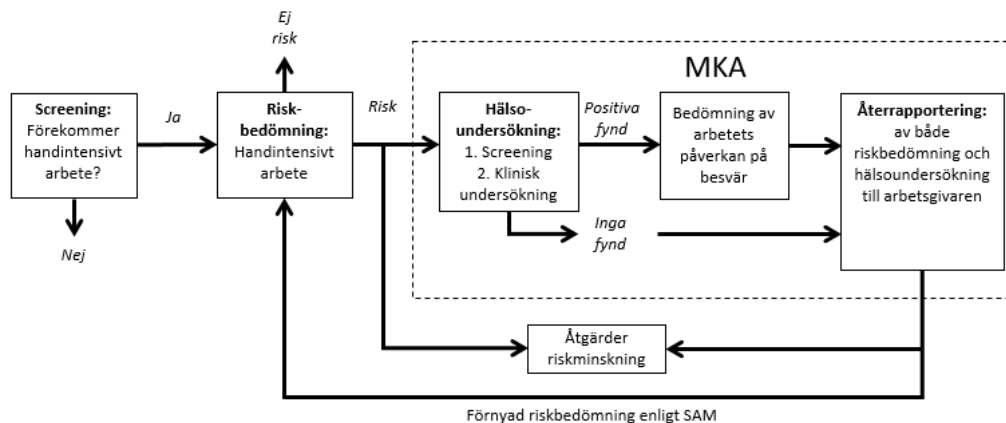 Ej
risk
MKA
Screening:
Förekommer
handintensivt
arbete?
Ja
Nej
Risk-
bedömning:
Handintensivt
arbete
Risk
Hälso-
undersökning:
1. Screening
2. Klinisk
undersökning
Positiva
fynd
Inga
fynd
Bedömning av
arbetets
påverkan på
besvär
Återrapportering:
av både
riskbedömning och
hälsoundersökning
till arbetsgivaren
Åtgärder
riskminskning
Förnyad riskbedömning enligt SAM